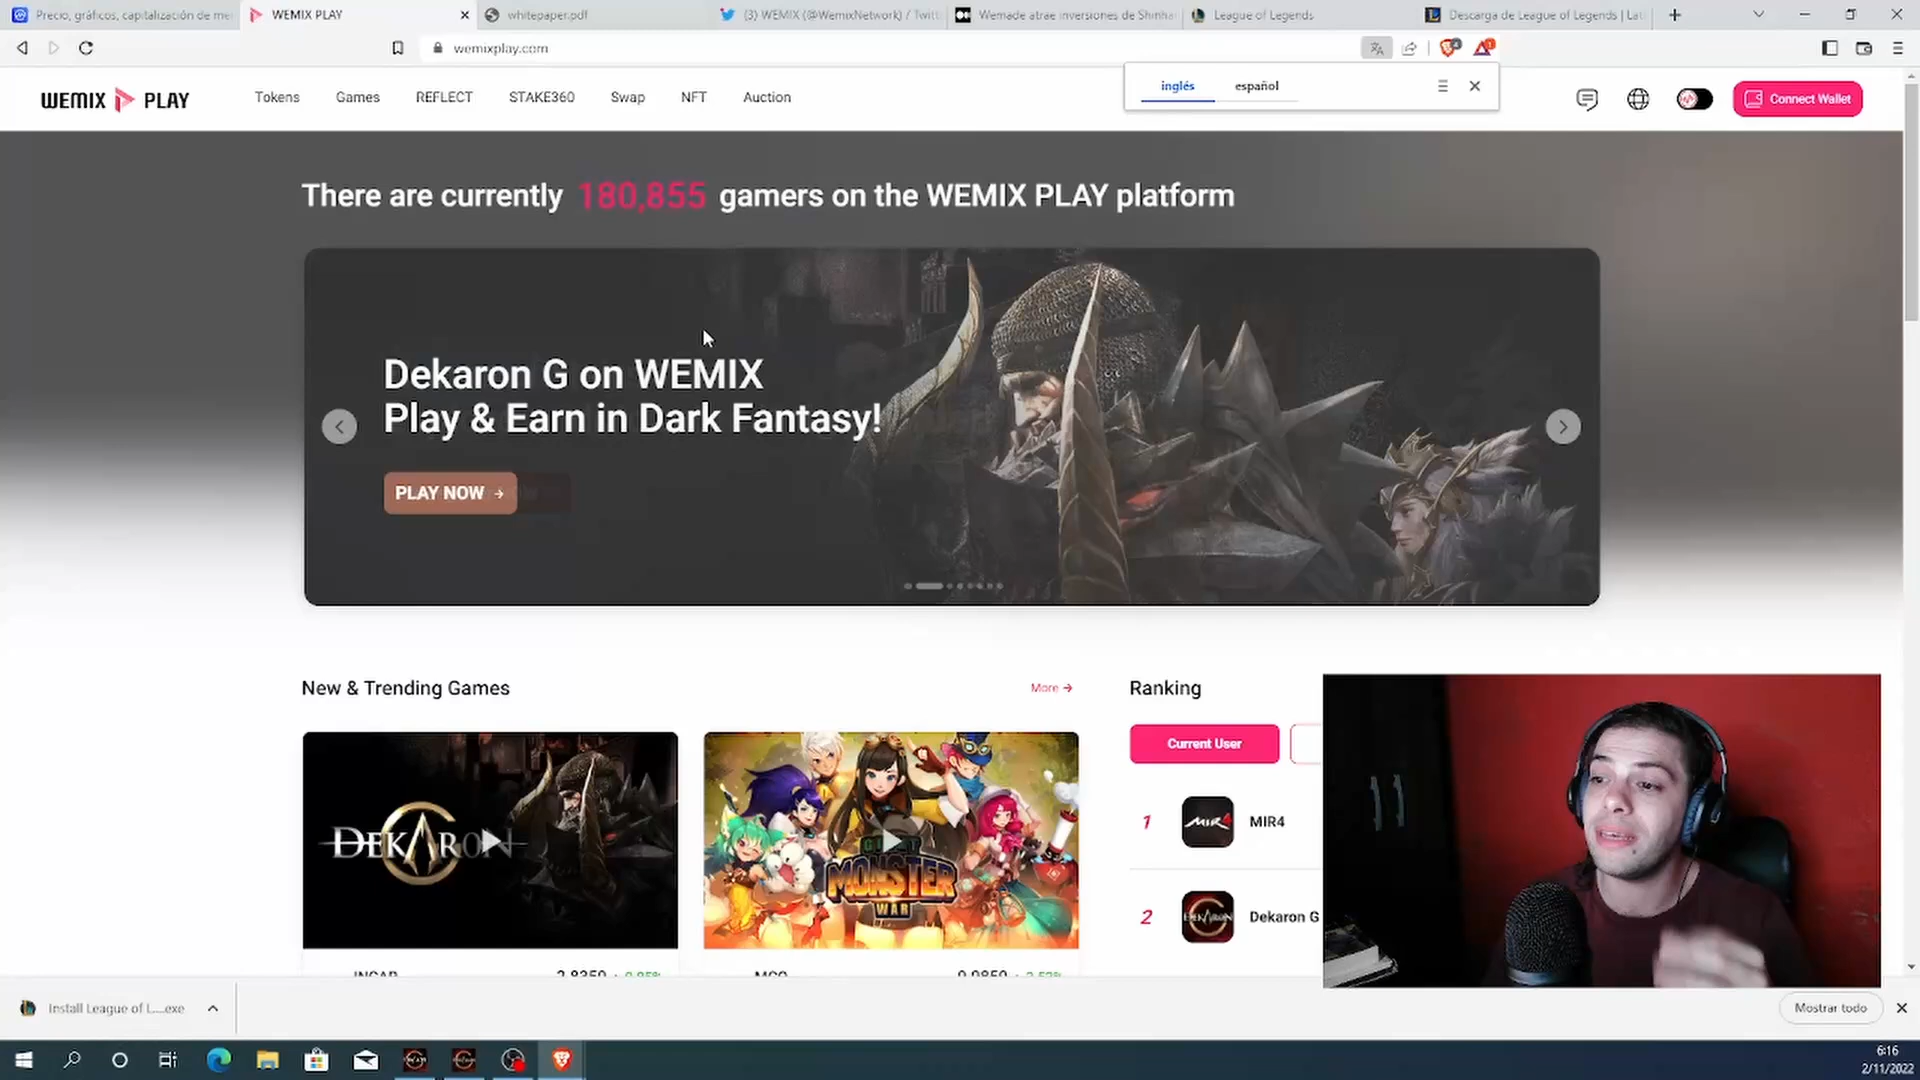 Precio, gráficos, capitalización de me
WEMIX PLAY
whitepaper.pdf
(3) WEMIX (@WemixNetwork) / Twitt
Wemade atrae inversiones de Shinha
League of Legends
Descarga de League of Legends | Lat
wemixplay.com
inglés
español
WEMIX PLAY
Tokens
Games
REFLECT
STAKE360
Swap
NFT
Auction
Connect Wallet
There are currently 180,855 gamers on the WEMIX PLAY platform
Dekaron G on WEMIX
Play & Earn in Dark Fantasy!
PLAY NOW →
New & Trending Games
More →
Ranking
Current User
DEKARON
MONSTER
WAR
1
MIR4
MIR4
2
DEKARON
Dekaron G
Install League of L....exe
Mostrar todo
6:16
2/11/2022